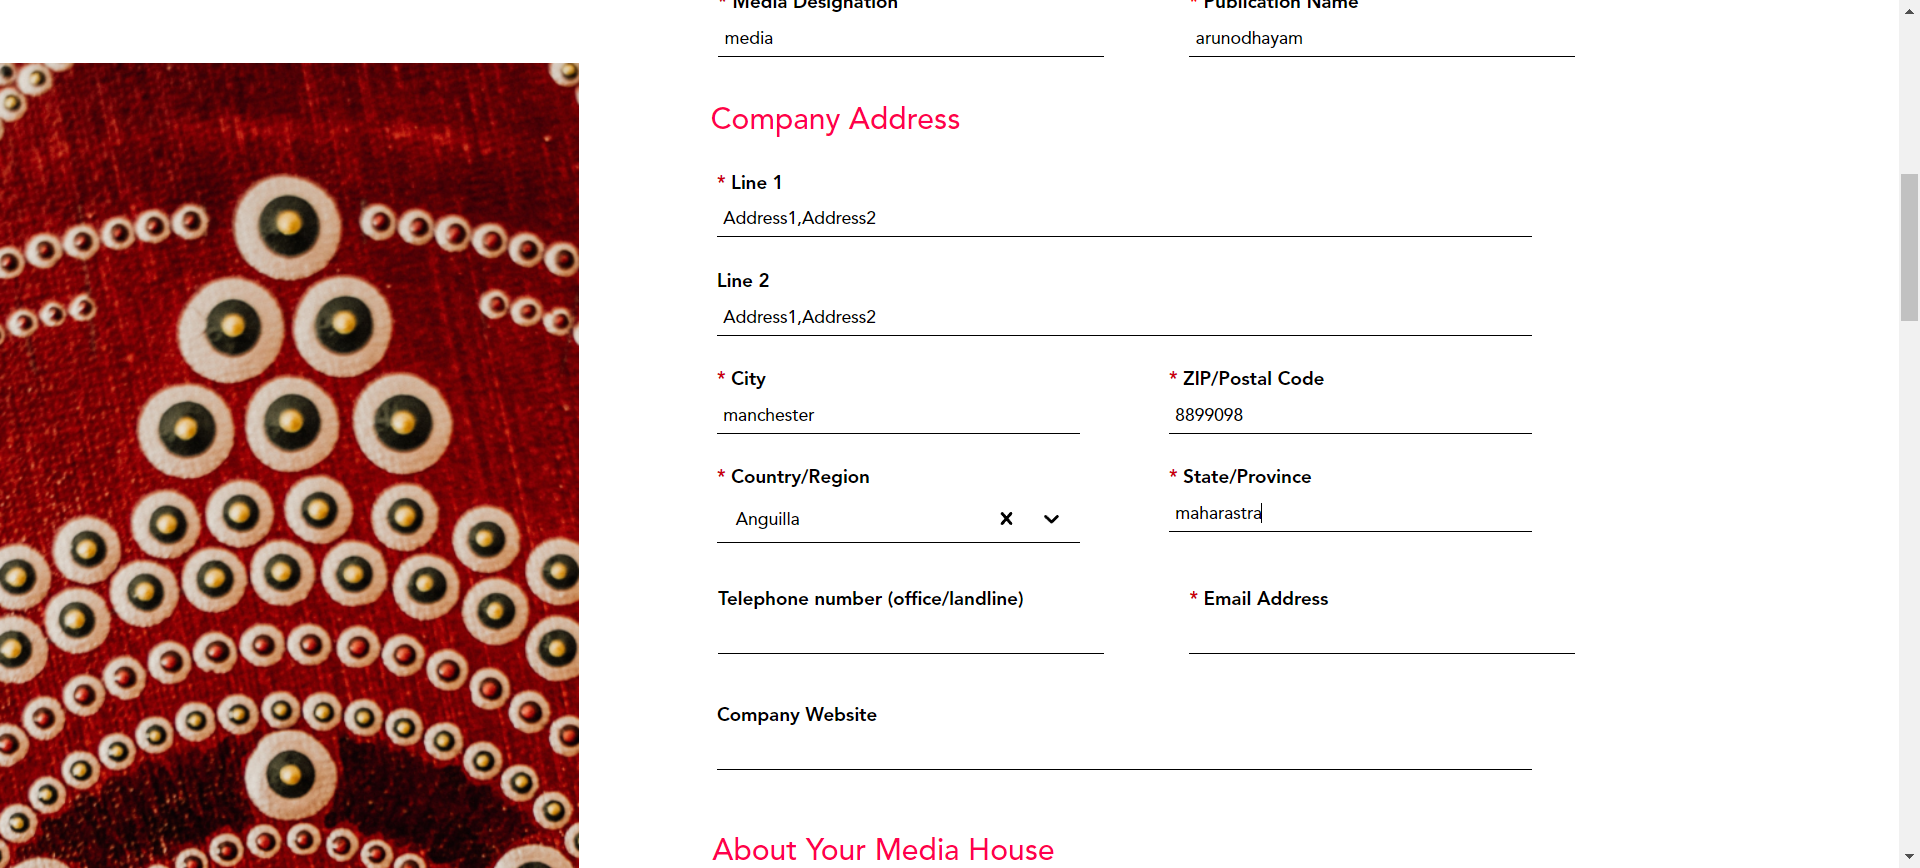 * Media Designation * Publication Name
media arunodhayam
Company Address
* Line 1
Address1,Address2
Line 2
Address1,Address2
* City * ZIP/Postal Code
manchester 8899098
* Country/Region * State/Province
Anguilla maharastra
Telephone number (office/landline) * Email Address
Company Website
About Your Media House